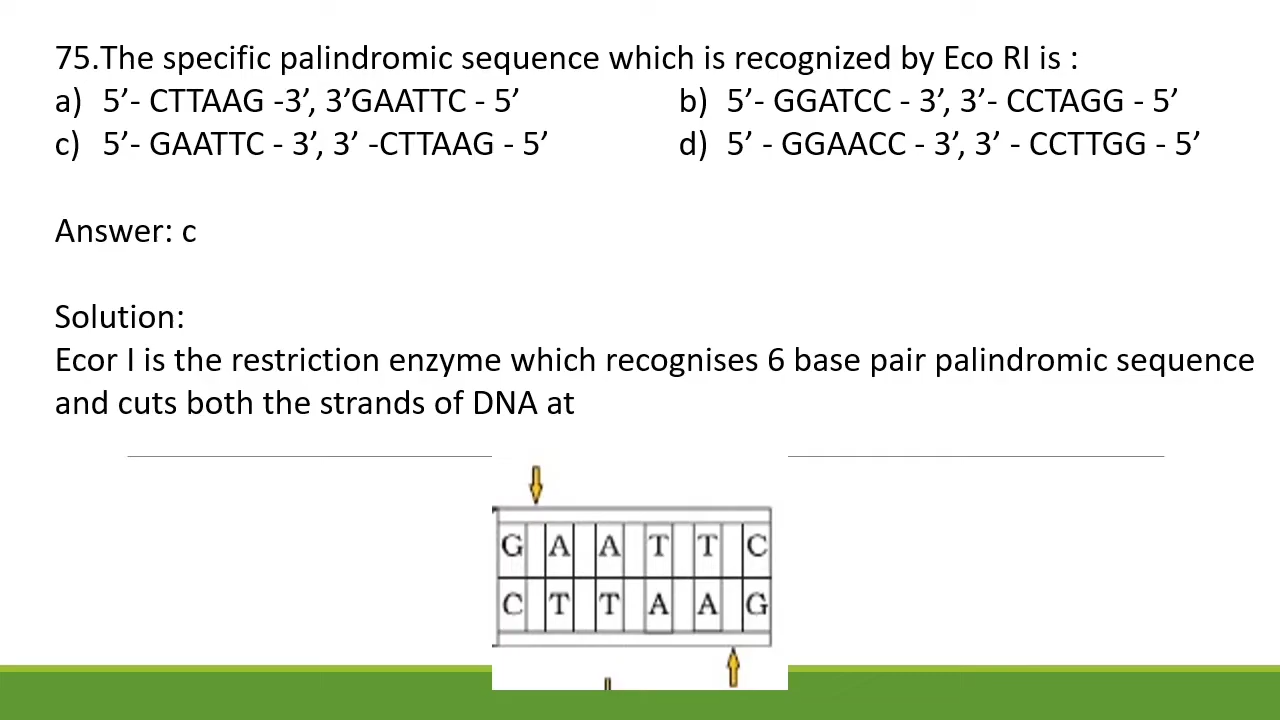 75.The specific palindromic sequence which is recognized by Eco RI is :
a) 5’- CTTAAG -3’, 3’GAATTC - 5’ b) 5’- GGATCC - 3’, 3’- CCTAGG - 5’
c) 5’- GAATTC - 3’, 3’ -CTTAAG - 5’ d) 5’ - GGAACC - 3’, 3’ - CCTTGG - 5’
Answer: c
Solution:
Ecor I is the restriction enzyme which recognises 6 base pair palindromic sequence
and cuts both the strands of DNA at
G A A T T C
C T T A A G